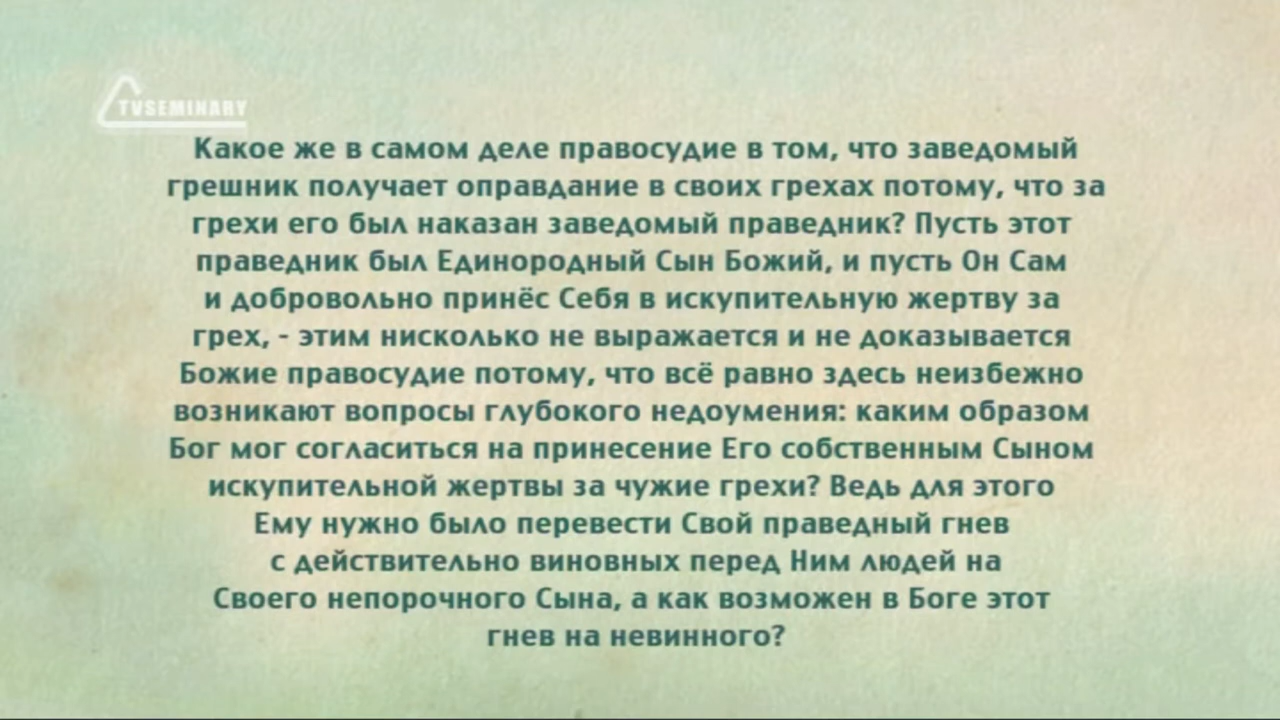 TVSEMINARY
Какое же в самом деле правосудие в том, что заведомый
грешник получает оправдание в своих грехах потому, что за
грехи его был наказан заведомый праведник? Пусть этот
праведник был Единородный Сын Божий, и пусть Он Сам
и добровольно принёс Себя в искупительную жертву за
грех, - этим нисколько не выражается и не доказывается
Божие правосудие потому, что всё равно здесь неизбежно
возникают вопросы глубокого недоумения: каким образом
Бог мог согласиться на принесение Его собственным Сыном
искупительной жертвы за чужие грехи? Ведь для этого
Ему нужно было перевести Свой праведный гнев
с действительно виновных перед Ним людей на
Своего непорочного Сына, а как возможен в Боге этот
гнев на невинного?